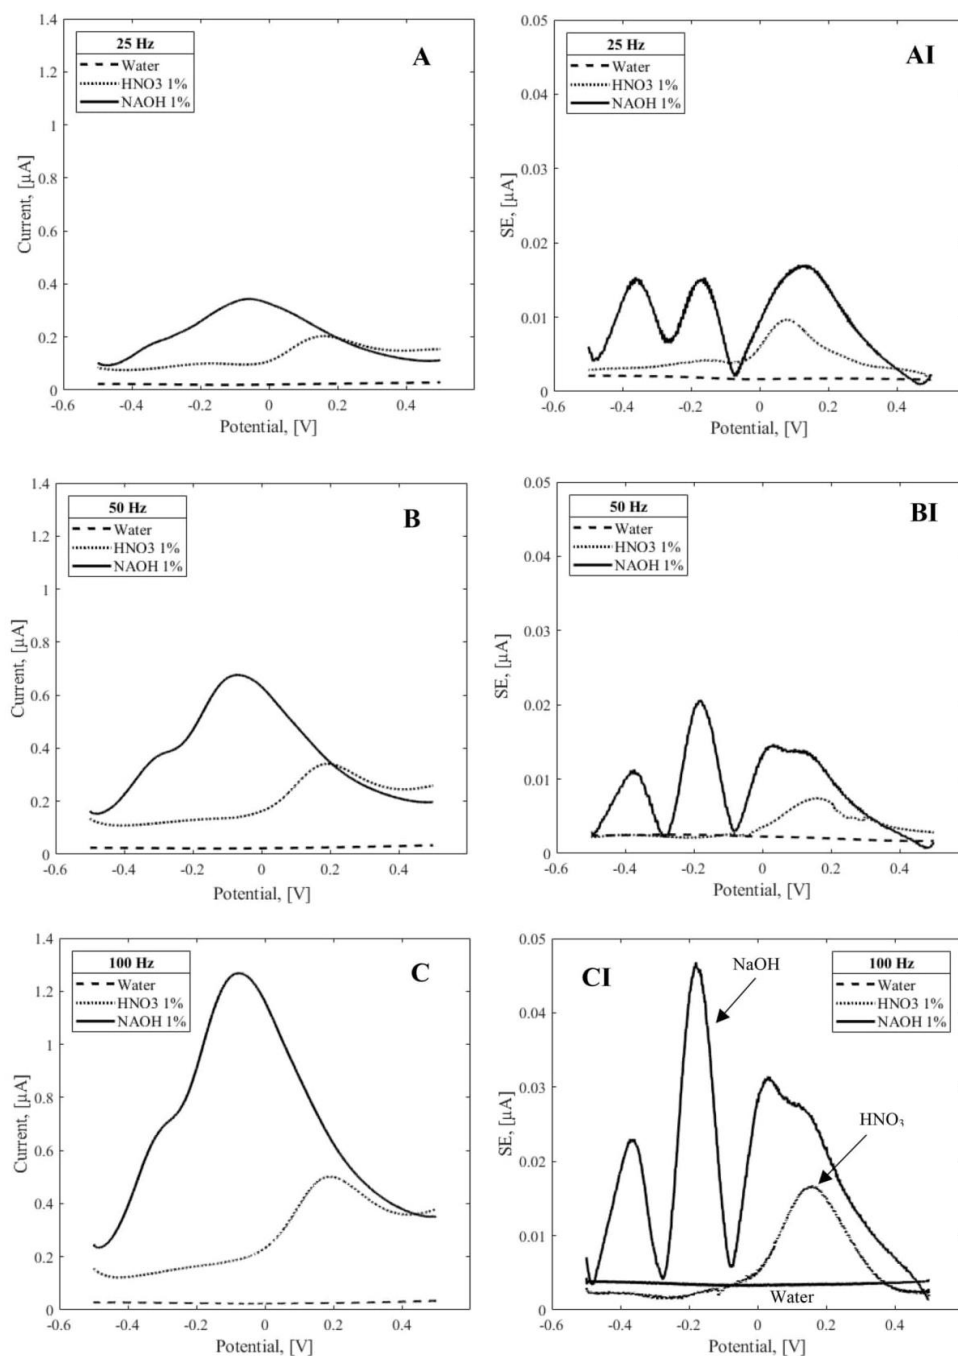 A
25 Hz
Water
HNO3 1%
NAOH 1%
Current, [µA]
1.4
1.2
1
0.8
0.6
0.4
0.2
0
-0.6
-0.4
-0.2
0
0.2
0.4
Potential, [V]
AI
25 Hz
Water
HNO3 1%
NAOH 1%
SE, [µA]
0.05
0.04
0.03
0.02
0.01
0
-0.6
-0.4
-0.2
0
0.2
0.4
Potential, [V]
B
50 Hz
Water
HNO3 1%
NAOH 1%
Current, [µA]
1.4
1.2
1
0.8
0.6
0.4
0.2
0
-0.6
-0.4
-0.2
0
0.2
0.4
Potential, [V]
BI
50 Hz
Water
HNO3 1%
NAOH 1%
SE, [µA]
0.05
0.04
0.03
0.02
0.01
0
-0.6
-0.4
-0.2
0
0.2
0.4
Potential, [V]
C
100 Hz
Water
HNO3 1%
NAOH 1%
Current, [µA]
1.4
1.2
1
0.8
0.6
0.4
0.2
0
-0.6
-0.4
-0.2
0
0.2
0.4
Potential, [V]
CI
100 Hz
Water
HNO3 1%
NAOH 1%
NaOH
HNO₃
Water
SE, [µA]
0.05
0.04
0.03
0.02
0.01
0
-0.6
-0.4
-0.2
0
0.2
0.4
Potential, [V]